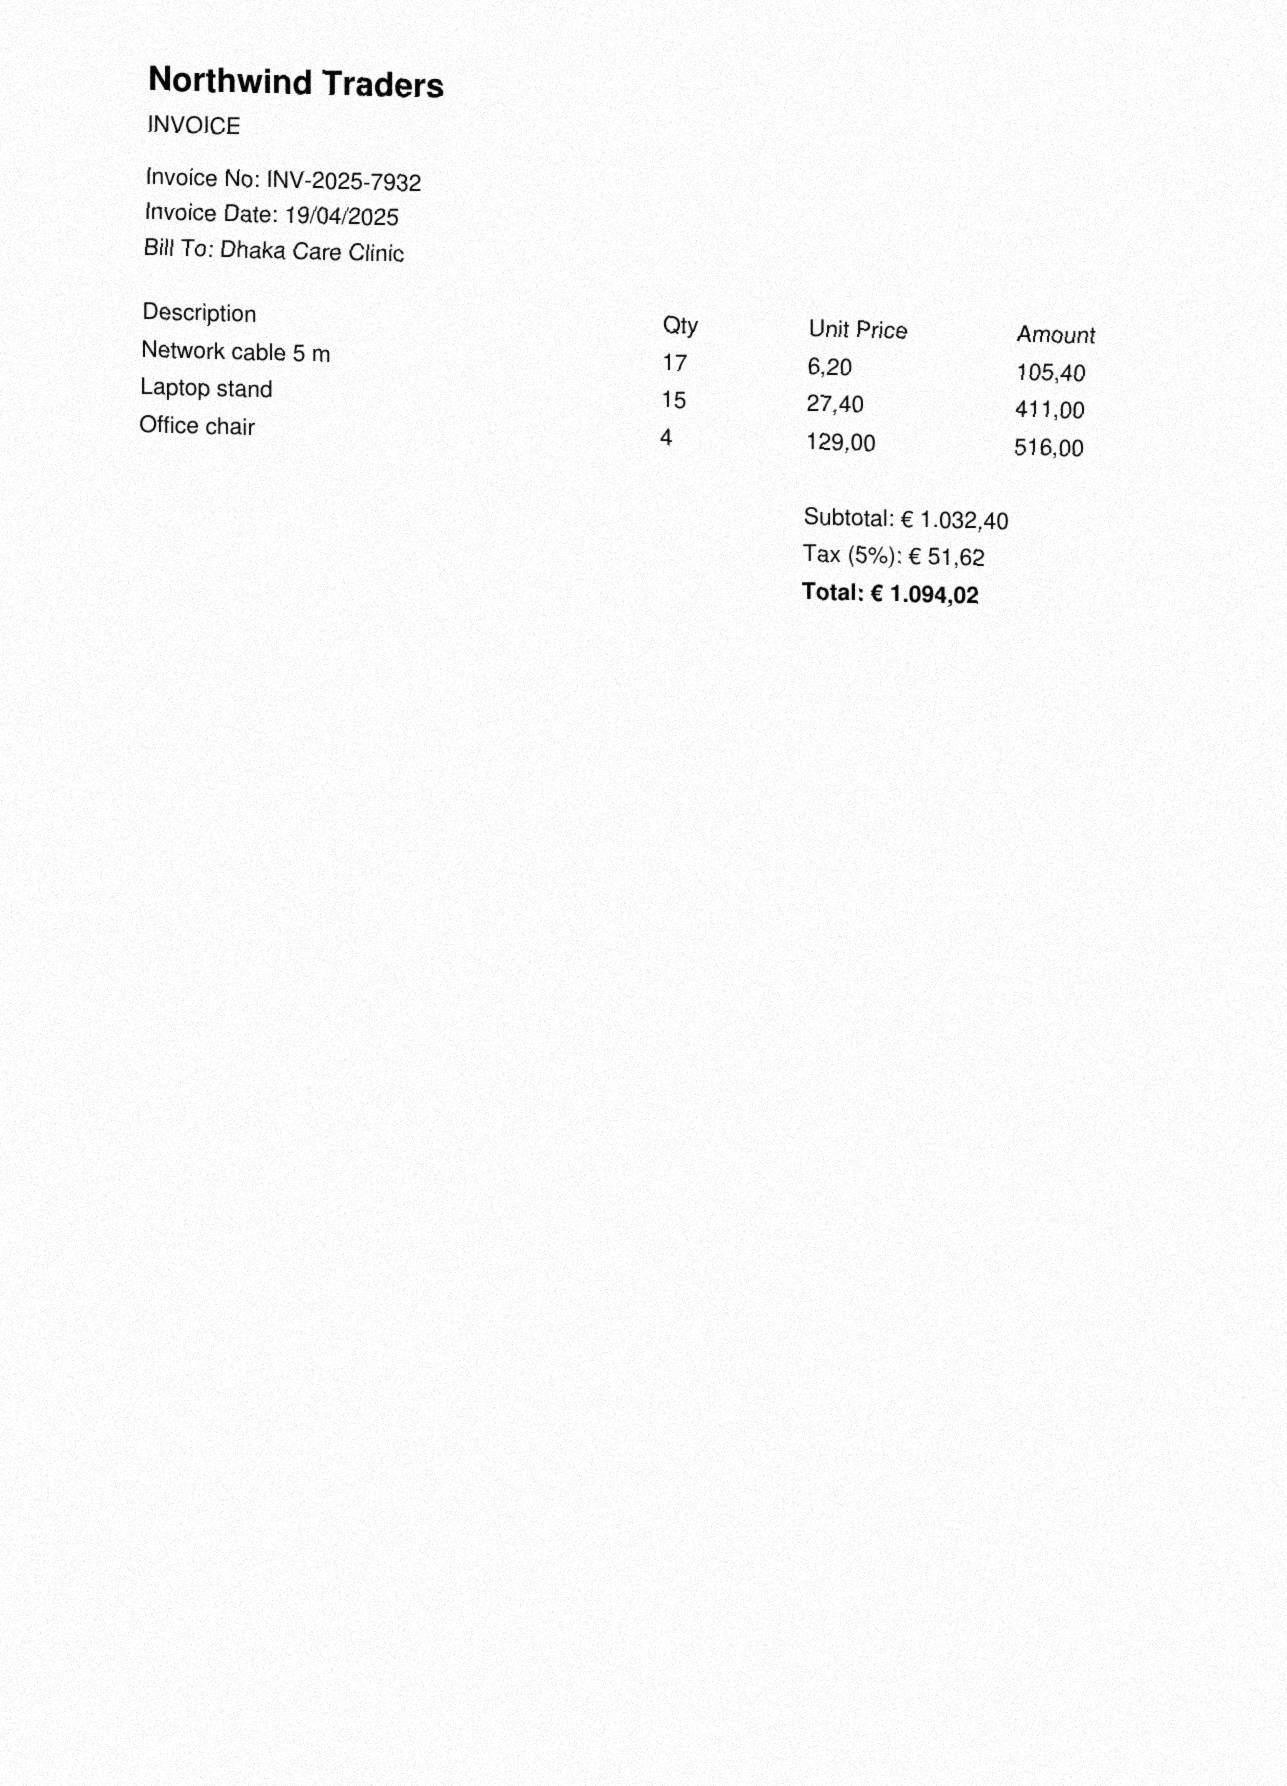 Northwind Traders
INVOICE
Invoice No: INV-2025-7932
Invoice Date: 19/04/2025
Bill To: Dhaka Care Clinic
Description Qty Unit Price Amount
Network cable 5 m 17 6,20 105,40
Laptop stand 15 27,40 411,00
Office chair 4 129,00 516,00
Subtotal: € 1.032,40
Tax (5%): € 51,62
Total: € 1.094,02